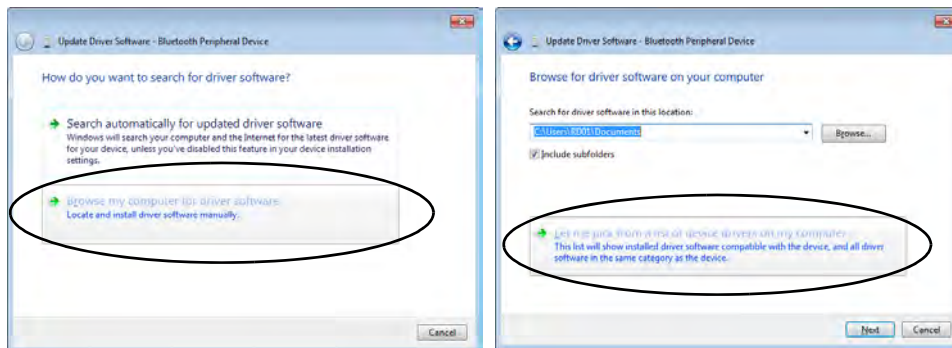 Update Driver Software - Bluetooth Peripheral Device
How do you want to search for driver software?
Search automatically for updated driver software
Windows will search your computer and the Internet for the latest driver software
for your device, unless you've disabled this feature in your device installation
settings.
Browse my computer for driver software
Locate and install driver software manually.
Cancel
Update Driver Software - Bluetooth Peripheral Device
Browse for driver software on your computer
Search for driver software in this location:
C:\Users\R001\Documents
Browse...
Include subfolders
Let me pick from a list of device drivers on my computer
This list will show installed driver software compatible with the device, and all driver
software in the same category as the device.
Next Cancel